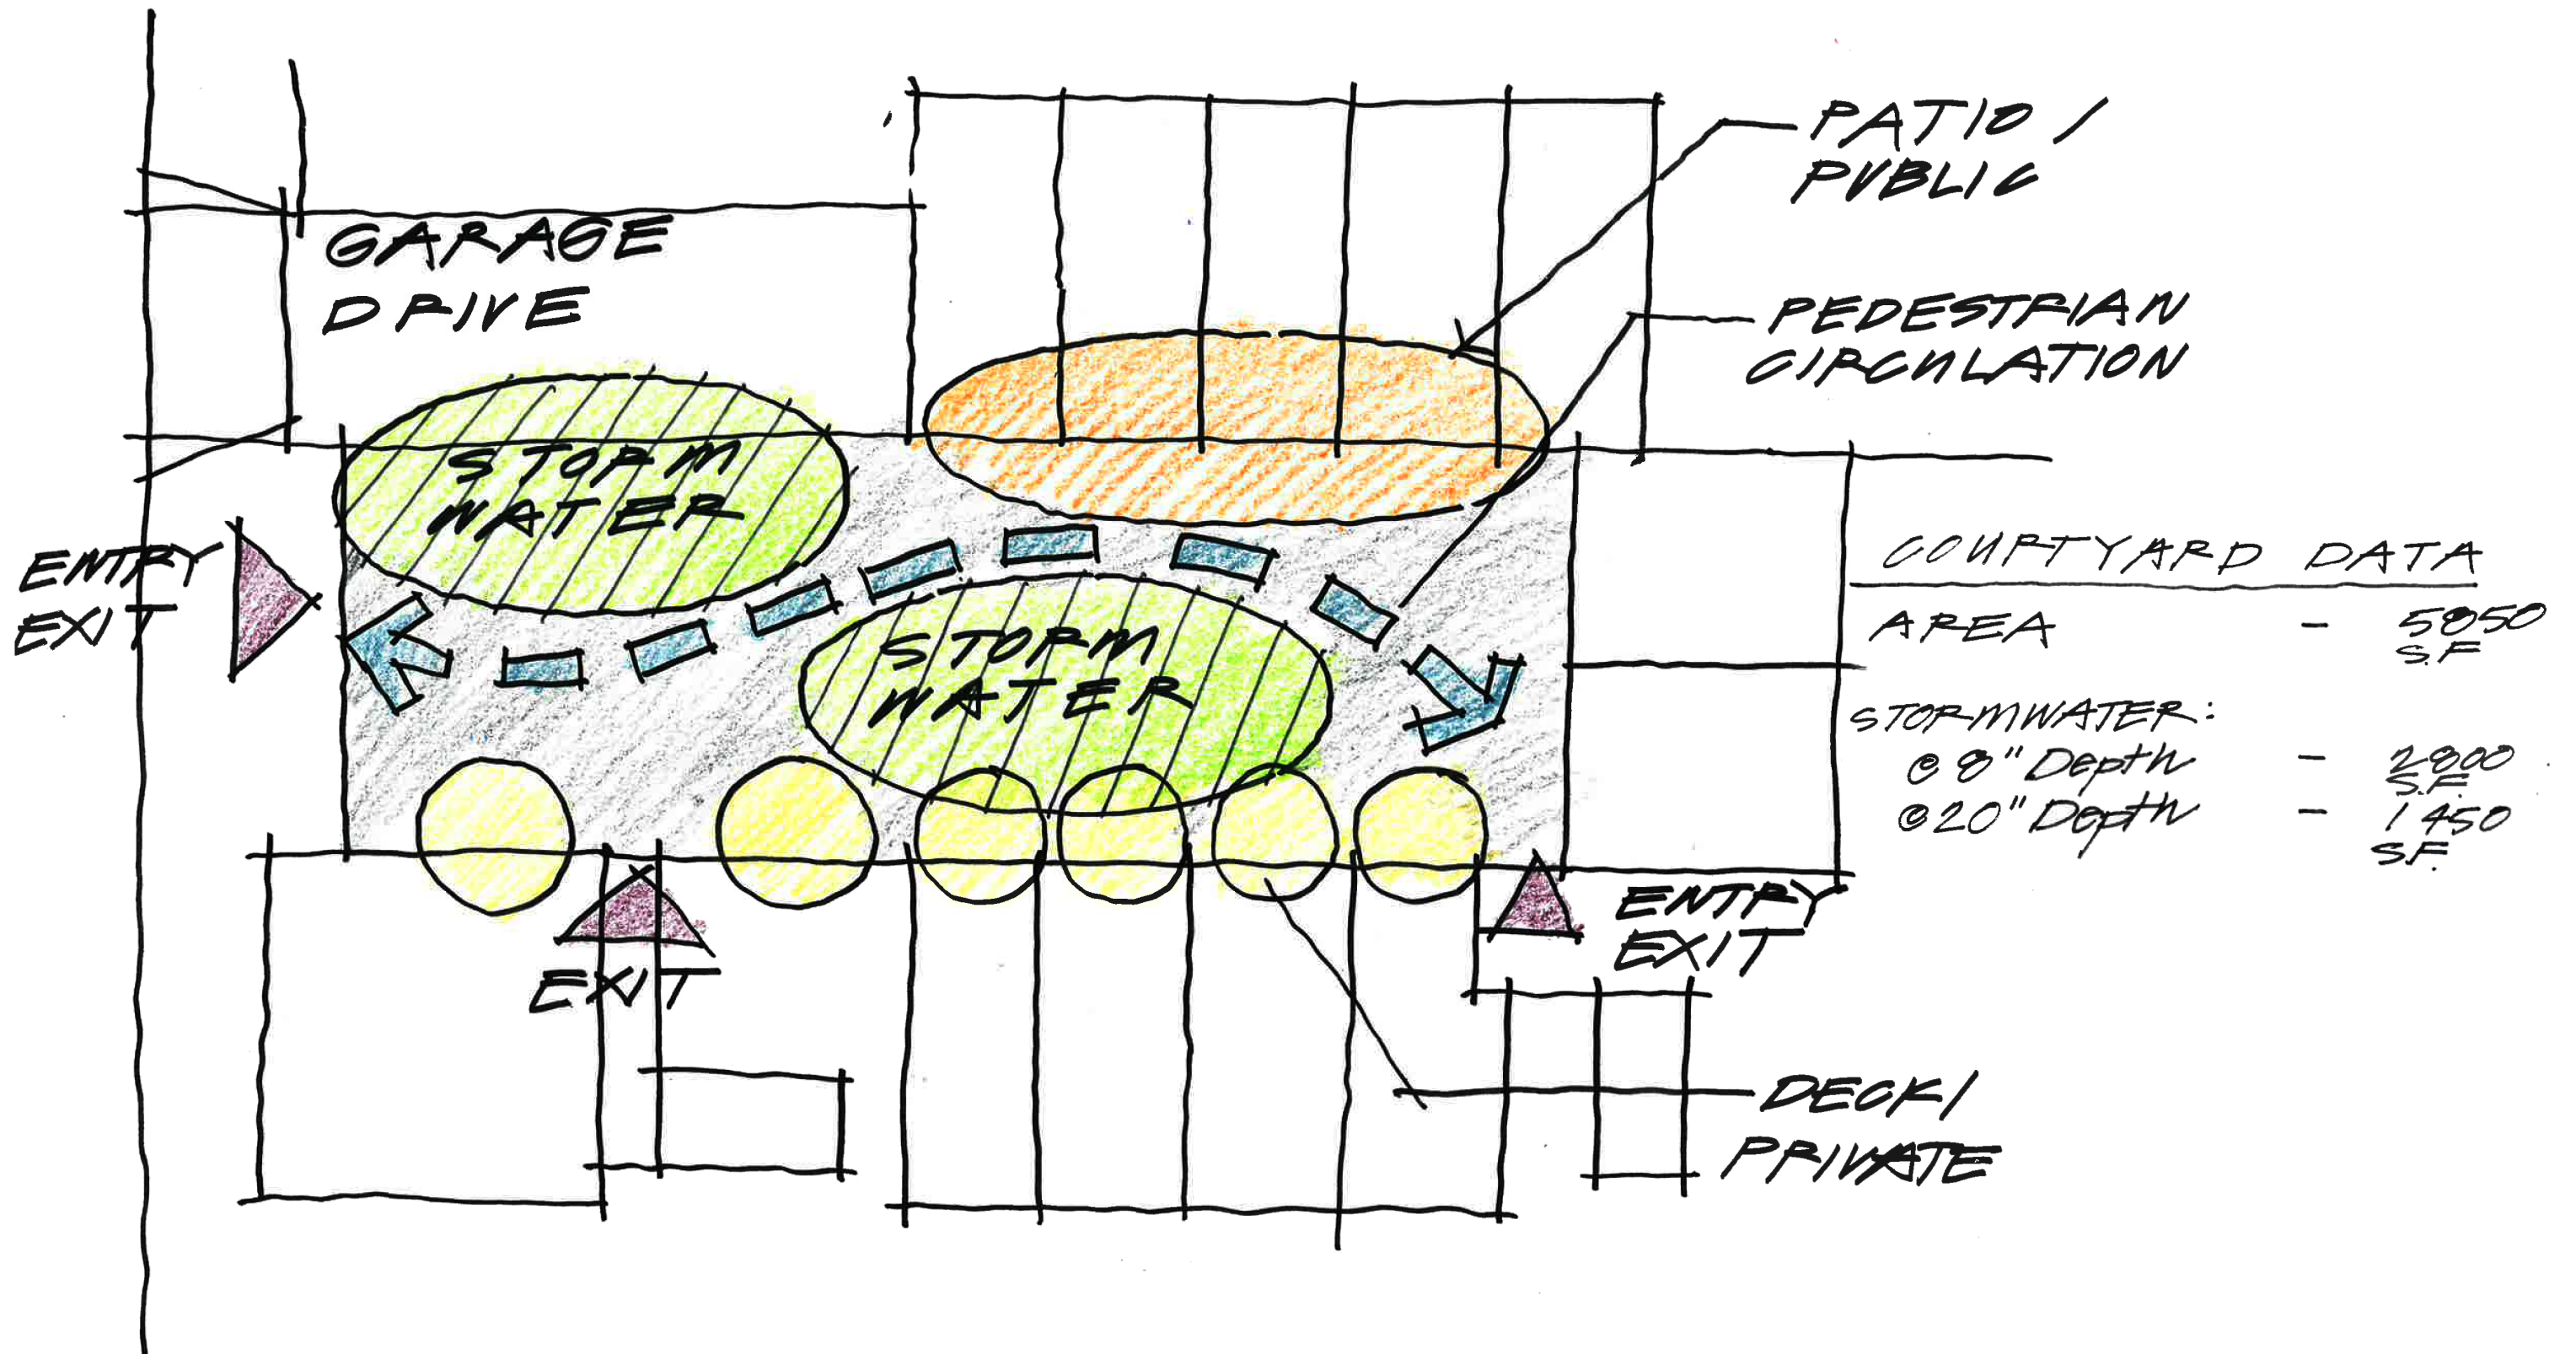 PATIO /
PUBLIC
GARAGE
DRIVE
PEDESTRIAN
CIRCULATION
STORM
WATER
ENTRY
EXIT
STORM
WATER
COURTYARD DATA
AREA - 5850
S.F
STORMWATER:
@ 8" Depth - 2800
S.F.
@ 20" Depth - 1450
S.F.
EXIT
ENTRY
EXIT
DECK/
PRIVATE